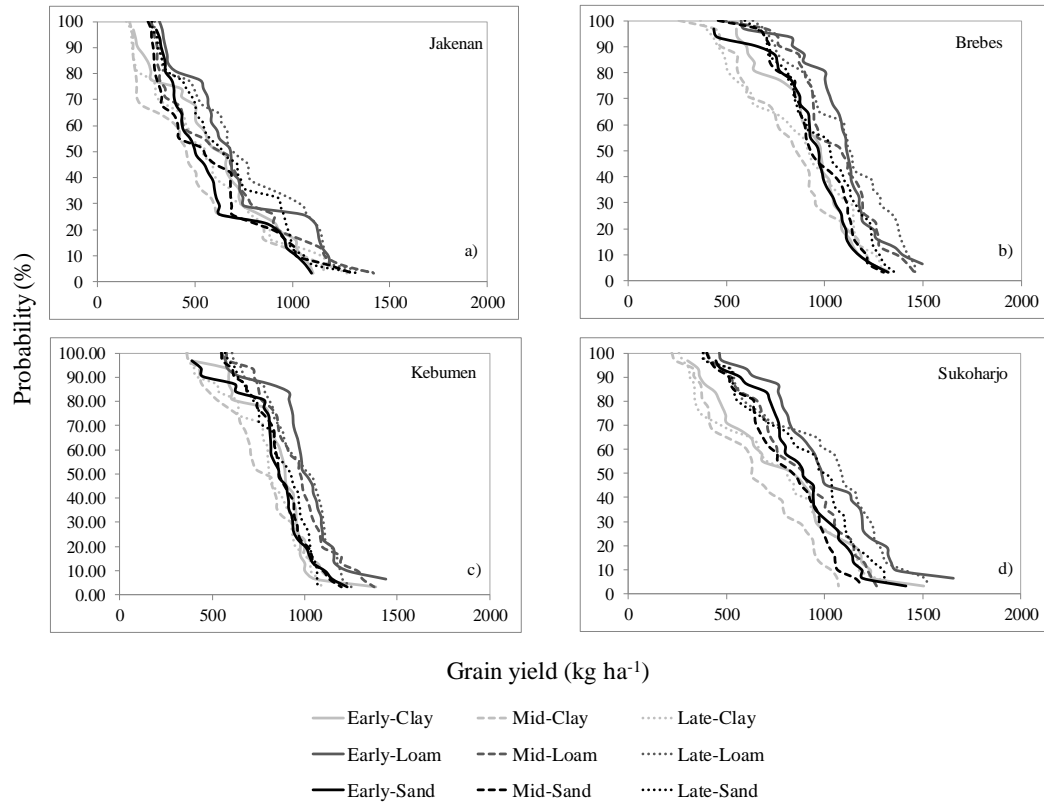 Probability (%)
100
90
80
70
60
50
40
30
20
10
0
0 500 1000 1500 2000
Jakenan
a)
100
90
80
70
60
50
40
30
20
10
0
0 500 1000 1500 2000
Brebes
b)
100.00
90.00
80.00
70.00
60.00
50.00
40.00
30.00
20.00
10.00
0.00
0 500 1000 1500 2000
Kebumen
c)
100
90
80
70
60
50
40
30
20
10
0
0 500 1000 1500 2000
Sukoharjo
d)
Grain yield (kg ha-1)
Early-Clay Mid-Clay Late-Clay
Early-Loam Mid-Loam Late-Loam
Early-Sand Mid-Sand Late-Sand